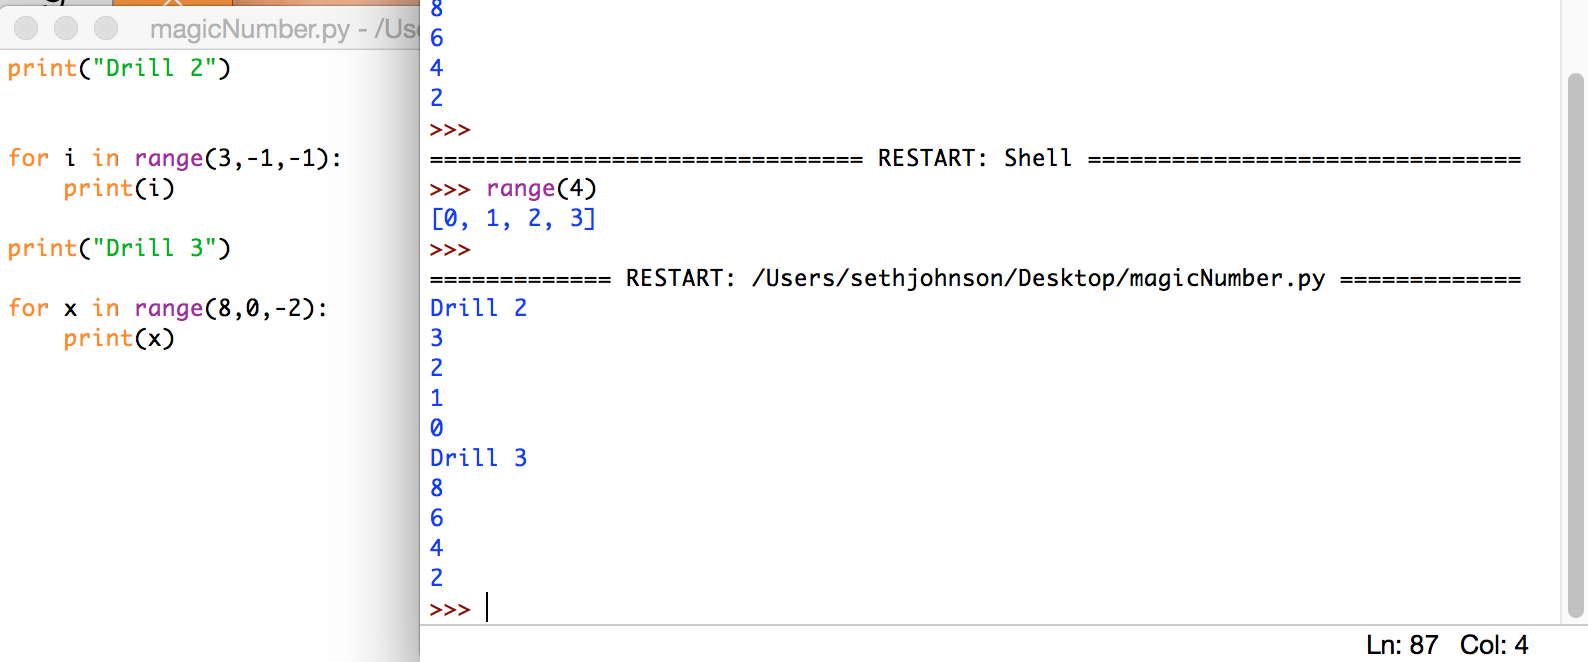 magicNumber.py - /Use
print("Drill 2")
for i in range(3,-1,-1):
    print(i)
print("Drill 3")
for x in range(8,0,-2):
    print(x)
8
6
4
2
>>>
=============================== RESTART: Shell ===============================
>>> range(4)
[0, 1, 2, 3]
>>>
============= RESTART: /Users/sethjohnson/Desktop/magicNumber.py =============
Drill 2
3
2
1
0
Drill 3
8
6
4
2
>>>
Ln: 87 Col: 4